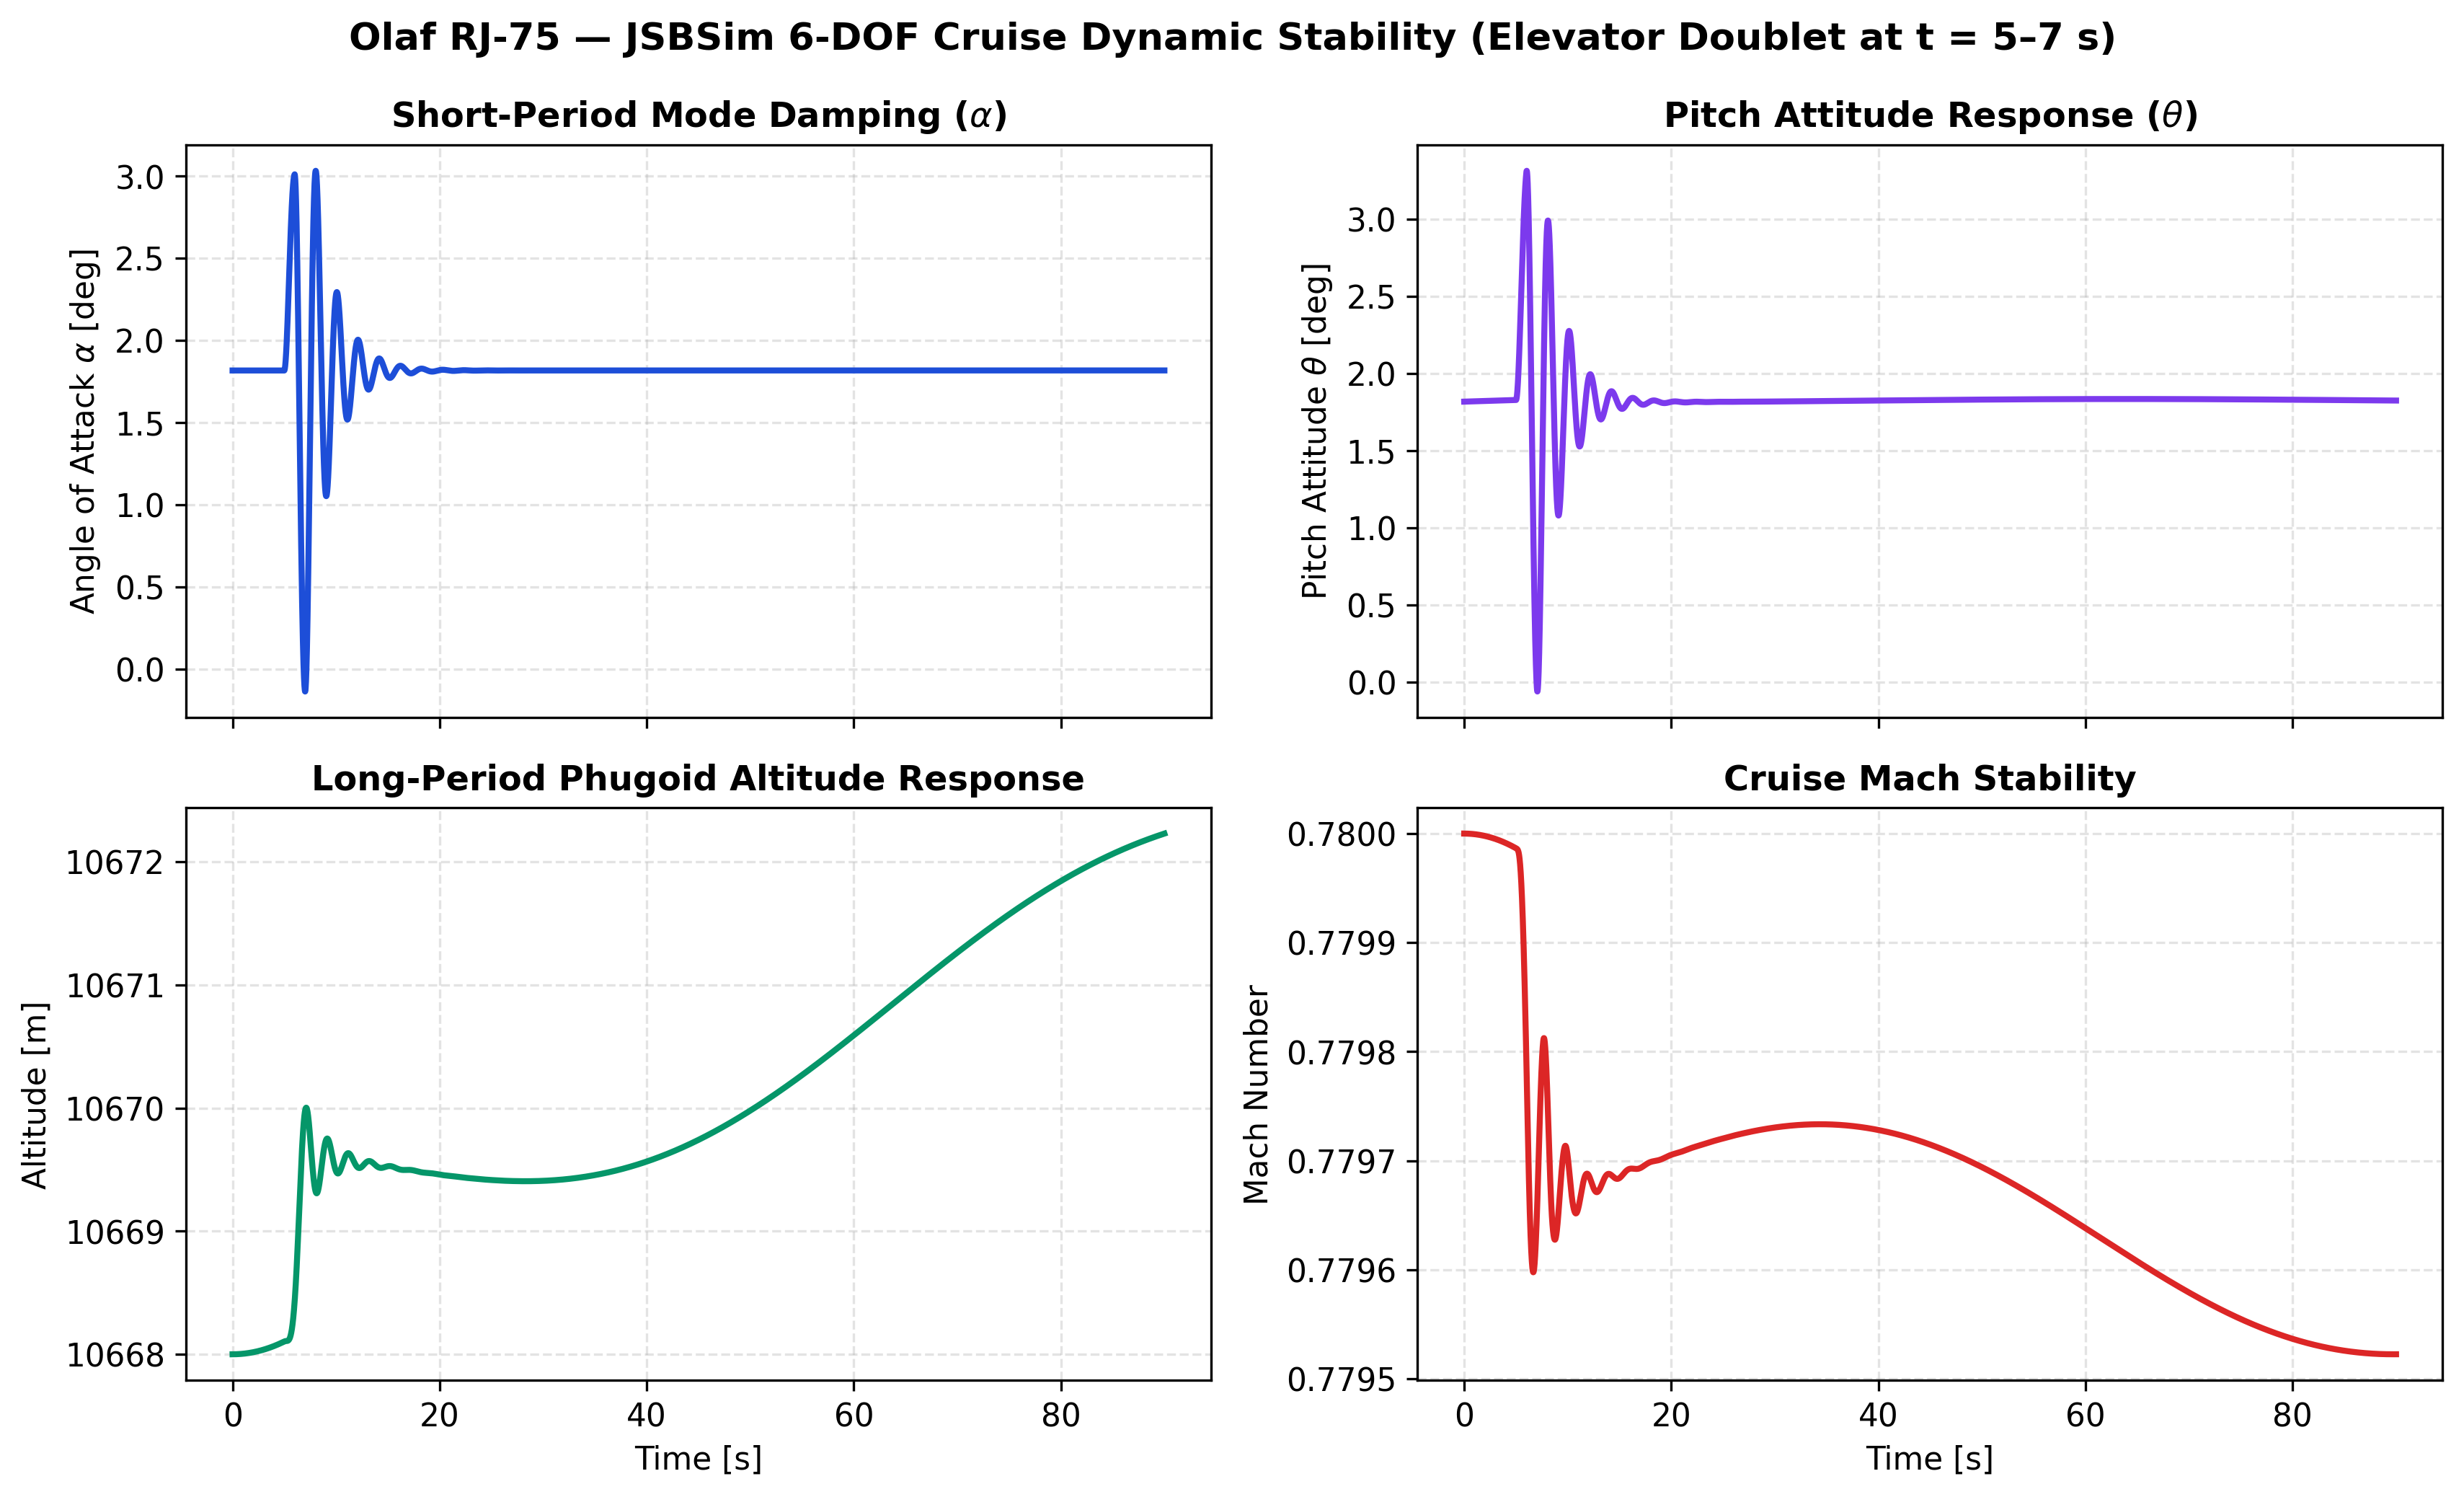 Olaf RJ-75 — JSBSim 6-DOF Cruise Dynamic Stability (Elevator Doublet at t = 5–7 s)
Short-Period Mode Damping (α)
Angle of Attack α [deg]
3.0
2.5
2.0
1.5
1.0
0.5
0.0
Pitch Attitude Response (θ)
Pitch Attitude θ [deg]
3.0
2.5
2.0
1.5
1.0
0.5
0.0
Long-Period Phugoid Altitude Response
Altitude [m]
10672
10671
10670
10669
10668
0 20 40 60 80
Time [s]
Cruise Mach Stability
Mach Number
0.7800
0.7799
0.7798
0.7797
0.7796
0.7795
0 20 40 60 80
Time [s]